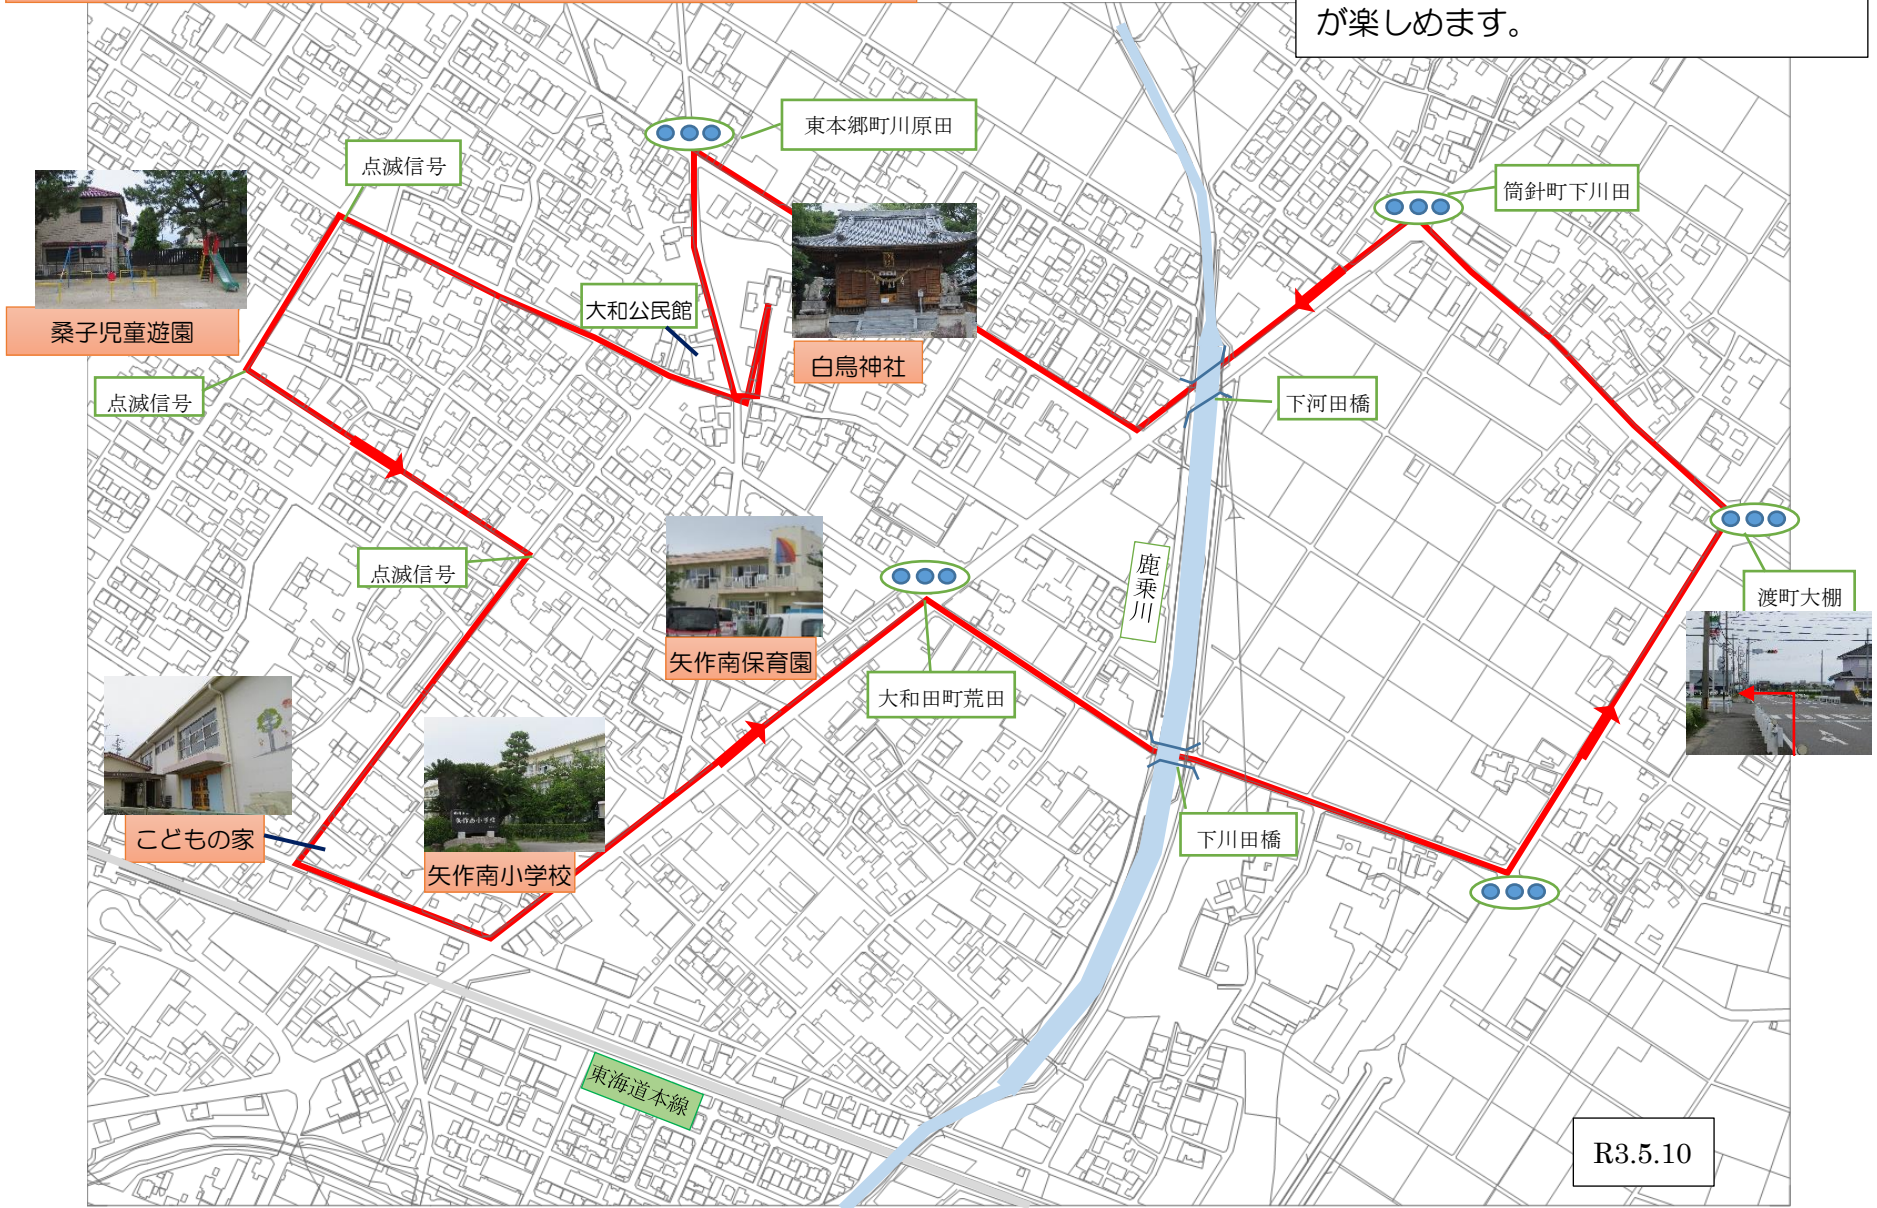 が楽しめます。
東本郷町川原田
点滅信号
筒針町下川田
大和公民館
桑子児童遊園
白鳥神社
点滅信号
下河田橋
点滅信号
鹿乗川
渡町大棚
矢作南保育園
大和田町荒田
こどもの家
矢作南小学校
下川田橋
東海道本線
R3.5.10